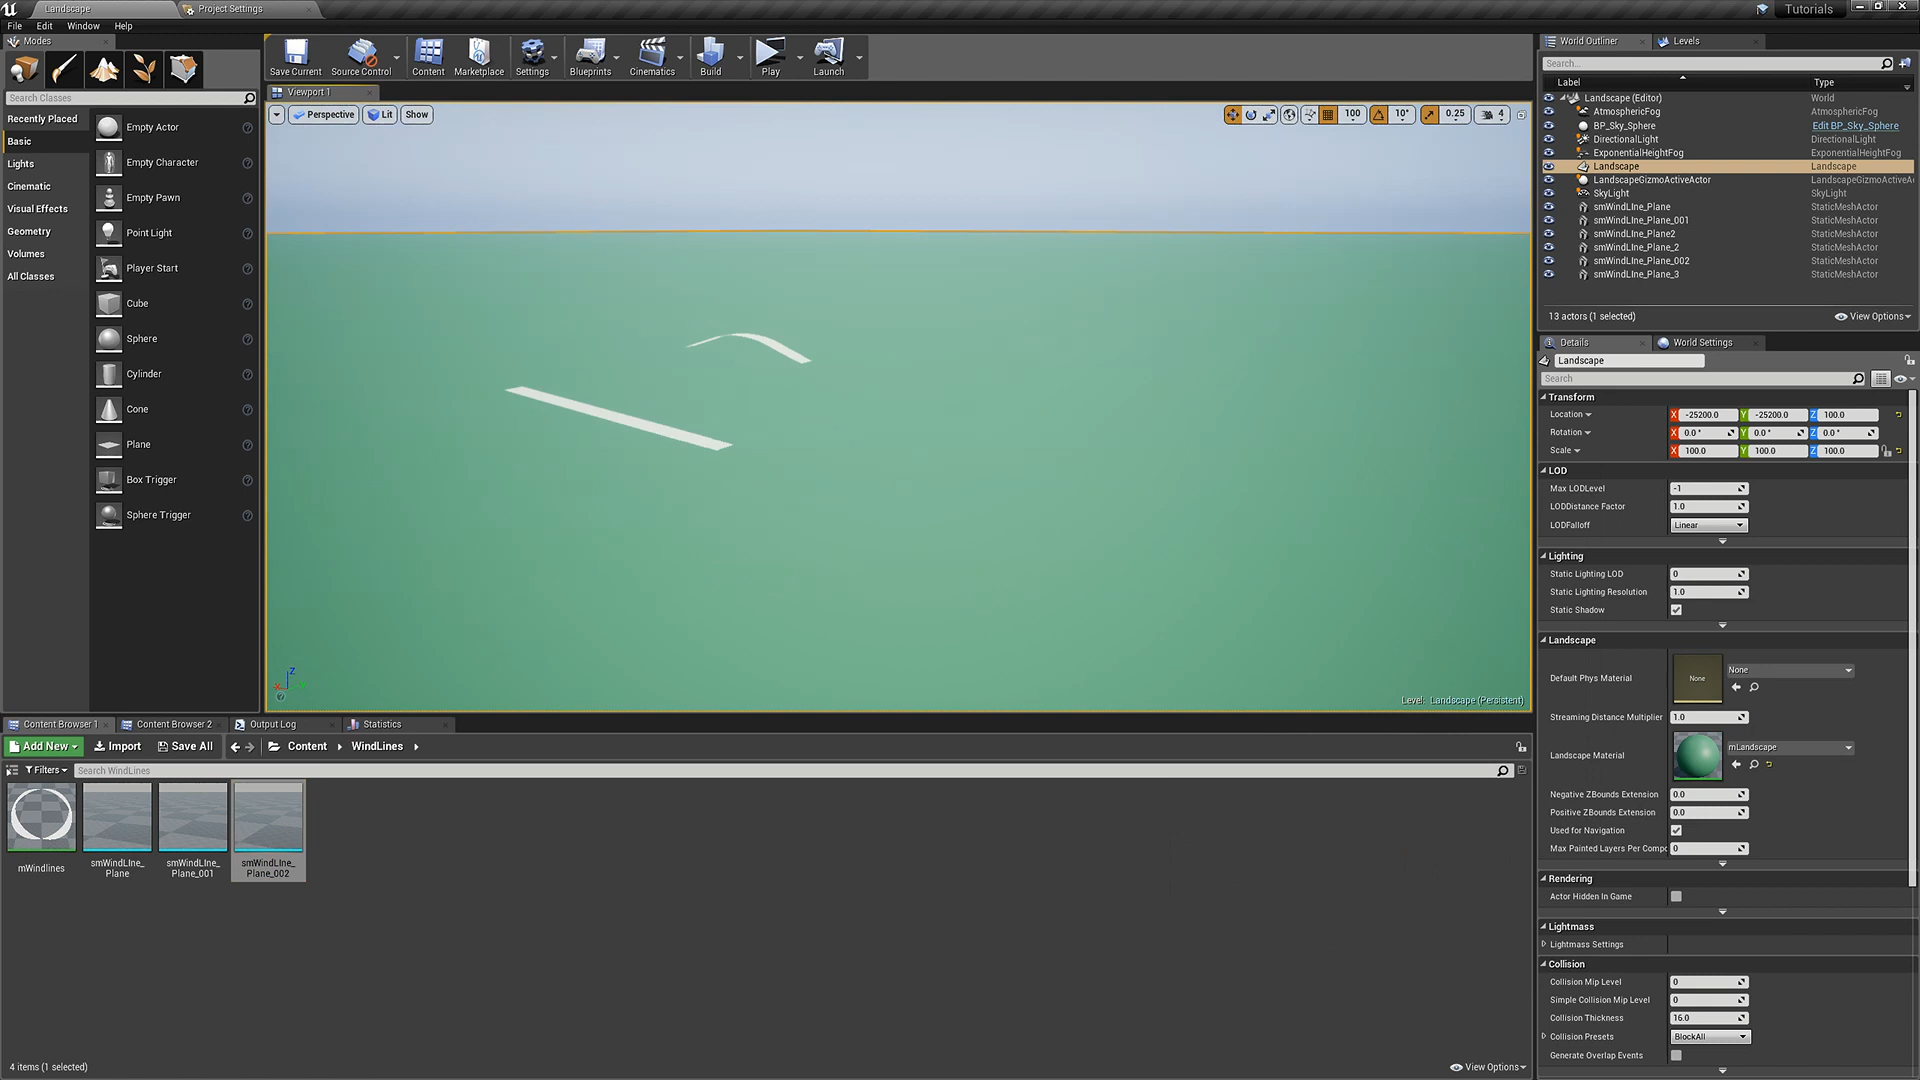 Landscape
Project Settings
Tutorials
File Edit Window Help
Modes
Search Classes
Recently Placed
Basic
Lights
Cinematic
Visual Effects
Geometry
Volumes
All Classes
Empty Actor
Empty Character
Empty Pawn
Point Light
Player Start
Cube
Sphere
Cylinder
Cone
Plane
Box Trigger
Sphere Trigger
Save Current
Source Control
Content
Marketplace
Settings
Blueprints
Cinematics
Build
Play
Launch
Viewport 1
Perspective Lit Show
100 10° 0.25 4
Z
X
Level: Landscape (Persistent)
World Outliner Levels
Search...
Label Type
Landscape (Editor) World
AtmosphericFog AtmosphericFog
BP_Sky_Sphere Edit BP_Sky_Sphere
DirectionalLight DirectionalLight
ExponentialHeightFog ExponentialHeightFog
Landscape Landscape
LandscapeGizmoActiveActor LandscapeGizmoActiveA
SkyLight SkyLight
smWindLIne_Plane StaticMeshActor
smWindLIne_Plane_001 StaticMeshActor
smWindLIne_Plane2 StaticMeshActor
smWindLIne_Plane_2 StaticMeshActor
smWindLIne_Plane_002 StaticMeshActor
smWindLIne_Plane_3 StaticMeshActor
13 actors (1 selected) View Options
Details World Settings
Landscape
Search
Transform
Location X -25200.0 Y -25200.0 Z 100.0
Rotation X 0.0 ° Y 0.0 ° Z 0.0 °
Scale X 100.0 Y 100.0 Z 100.0
LOD
Max LODLevel -1
LODDistance Factor 1.0
LODFalloff Linear
Lighting
Static Lighting LOD 0
Static Lighting Resolution 1.0
Static Shadow
Landscape
Default Phys Material None None
Streaming Distance Multiplier 1.0
Landscape Material mLandscape
Negative ZBounds Extension 0.0
Positive ZBounds Extension 0.0
Used for Navigation
Max Painted Layers Per Compo 0
Rendering
Actor Hidden In Game
Lightmass
Lightmass Settings
Collision
Collision Mip Level 0
Simple Collision Mip Level 0
Collision Thickness 16.0
Collision Presets BlockAll
Generate Overlap Events
Content Browser 1 Content Browser 2 Output Log Statistics
Add New Import Save All Content WindLines
Filters Search WindLines
mWindlines
smWindLIne_
Plane
smWindLIne_
Plane_001
smWindLIne_
Plane_002
4 items (1 selected) View Options